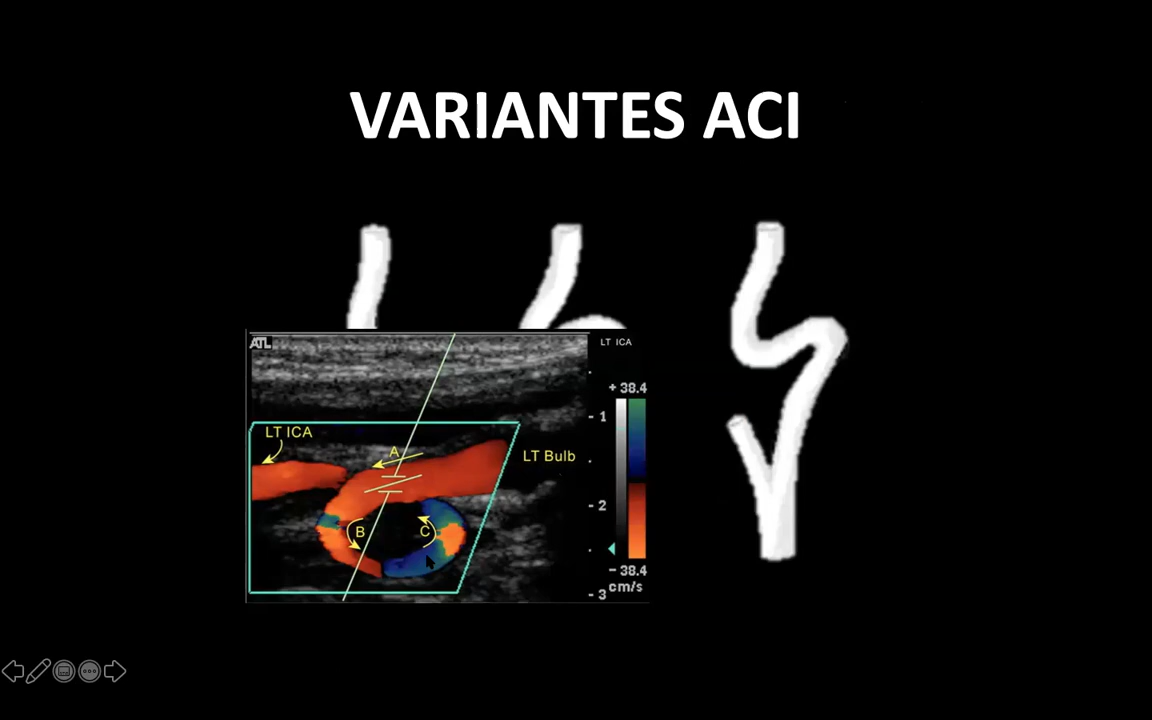 VARIANTES ACI
ATL
LT ICA
+ 38.4
- 1
LT ICA
A
LT Bulb
- 2
B
C
- 38.4
cm/s
- 3